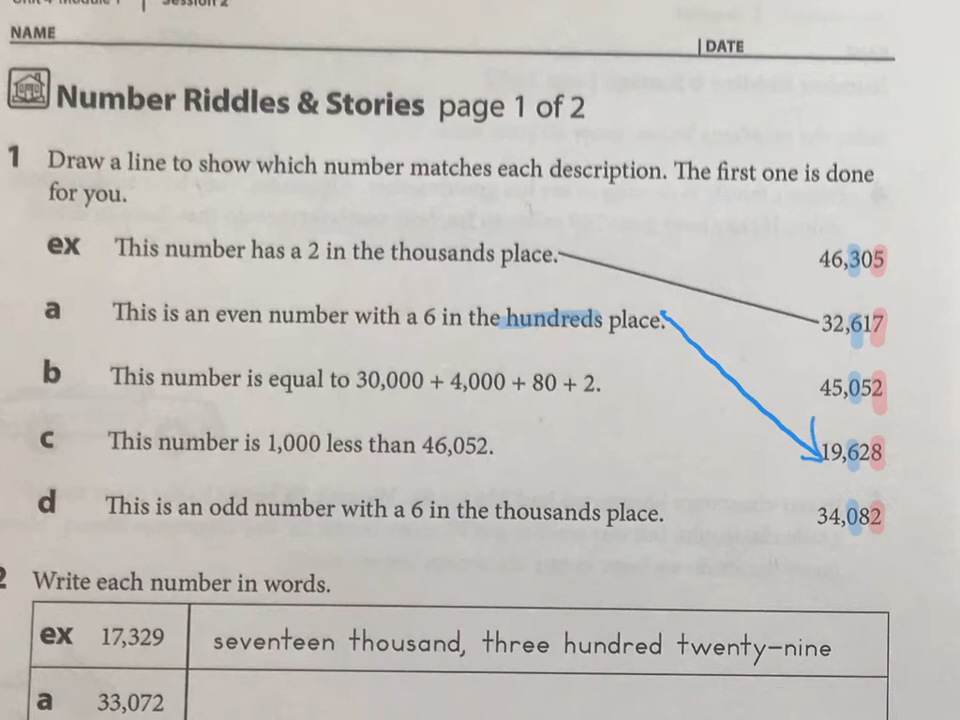 Session 2
NAME | DATE
Number Riddles & Stories page 1 of 2
1 Draw a line to show which number matches each description. The first one is done
for you.
ex This number has a 2 in the thousands place. 46,305
a This is an even number with a 6 in the hundreds place. 32,617
b This number is equal to 30,000 + 4,000 + 80 + 2. 45,052
c This number is 1,000 less than 46,052. 19,628
d This is an odd number with a 6 in the thousands place. 34,082
2 Write each number in words.
ex 17,329 seventeen thousand, three hundred twenty-nine
a 33,072